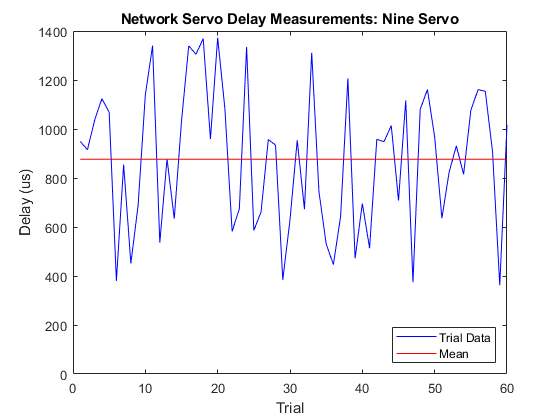 Network Servo Delay Measurements: Nine Servo
Delay (us)
1400
1200
1000
800
600
400
200
0
0 10 20 30 40 50 60
Trial
Trial Data
Mean